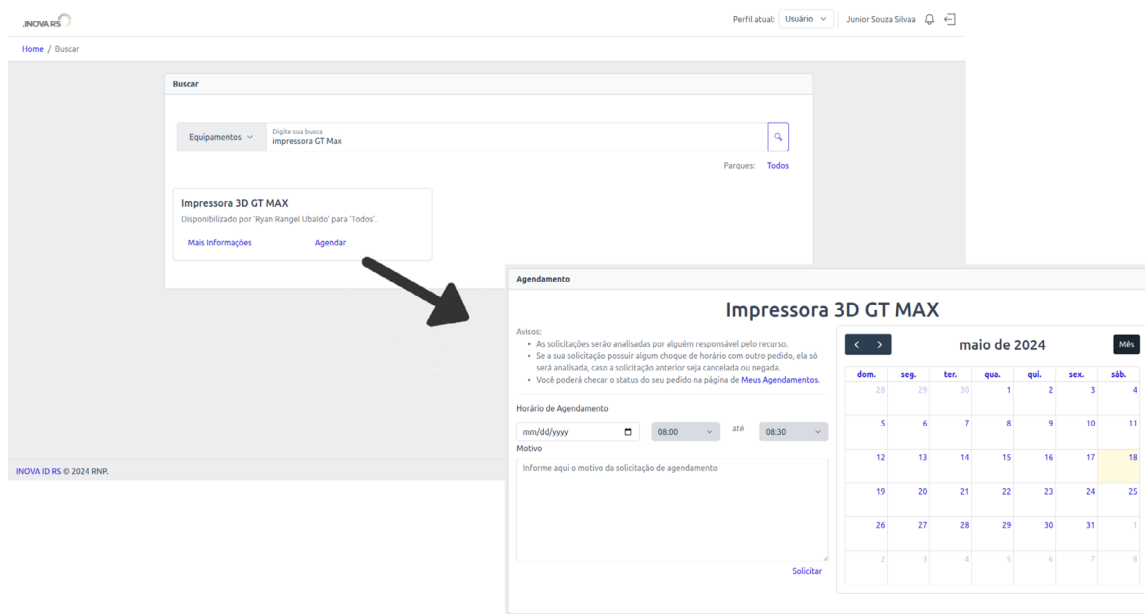 .INOVA RS
Perfil atual: Usuário Junior Souza Silvaa
Home / Buscar
Buscar
Equipamentos
Digite sua busca
impressora GT Max
Parques: Todos
Impressora 3D GT MAX
Disponibilizado por 'Ryan Rangel Ubaldo' para 'Todos'.
Mais Informações Agendar
INOVA ID RS © 2024 RNP.
Agendamento
Impressora 3D GT MAX
Avisos:
• As solicitações serão analisadas por alguém responsável pelo recurso.
• Se a sua solicitação possuir algum choque de horário com outro pedido, ela só
será analisada, caso a solicitação anterior seja cancelada ou negada.
• Você poderá checar o status do seu pedido na página de Meus Agendamentos.
Horário de Agendamento
mm/dd/yyyy 08:00 até 08:30
Motivo
Informe aqui o motivo da solicitação de agendamento
Solicitar
< > maio de 2024 Mês
dom. seg. ter. qua. qui. sex. sáb.
28 29 30 1 2 3 4
5 6 7 8 9 10 11
12 13 14 15 16 17 18
19 20 21 22 23 24 25
26 27 28 29 30 31 1
2 3 4 5 6 7 8